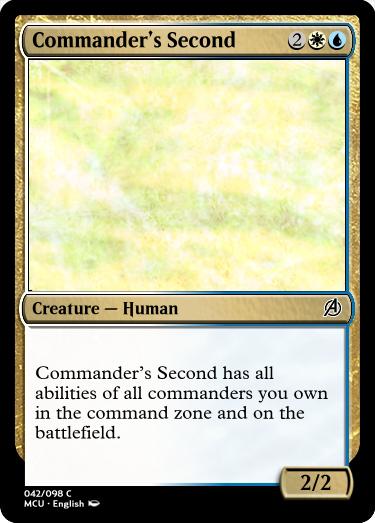 Commander's Second 2
Creature — Human
Commander's Second has all
abilities of all commanders you own
in the command zone and on the
battlefield.
2/2
042/098 C
MCU • English